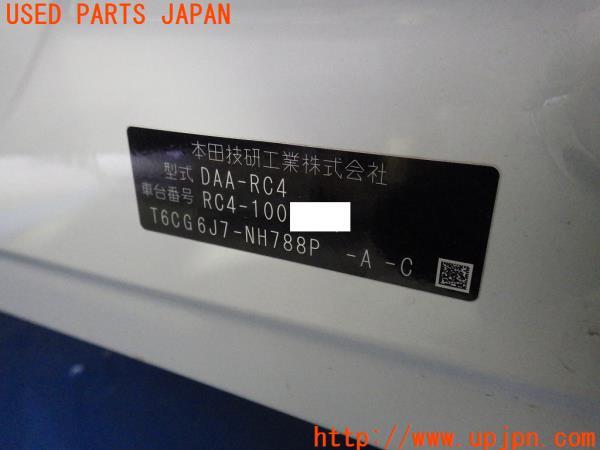 USED PARTS JAPAN
本田技研工業株式会社
型式 DAA-RC4
車台番号 RC4-100
T6CG6J7-NH788P -A -C
http://www.upjpn.com/